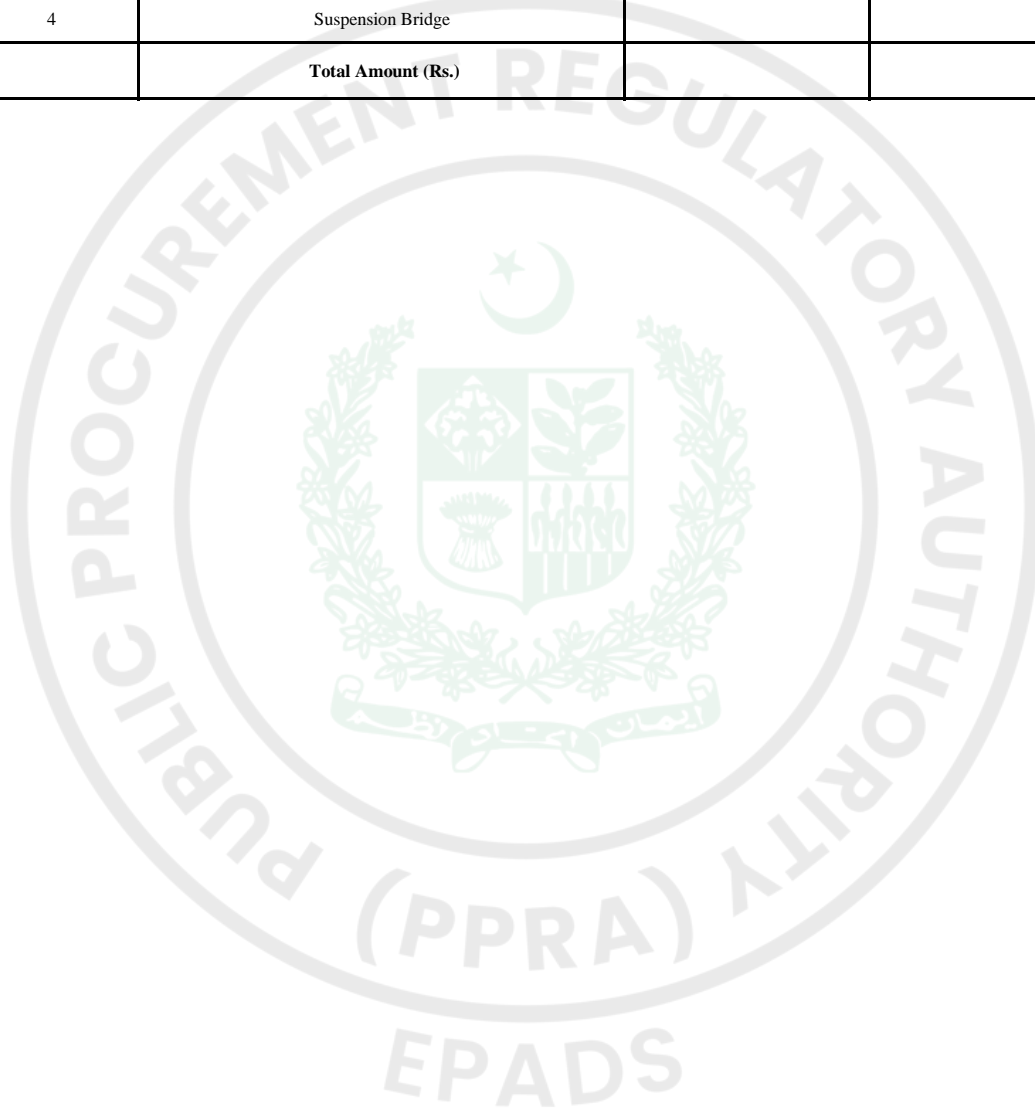 4 Suspension Bridge
Total Amount (Rs.)
PUBLIC PROCUREMENT REGULATORY AUTHORITY
(PPRA)
EPADS